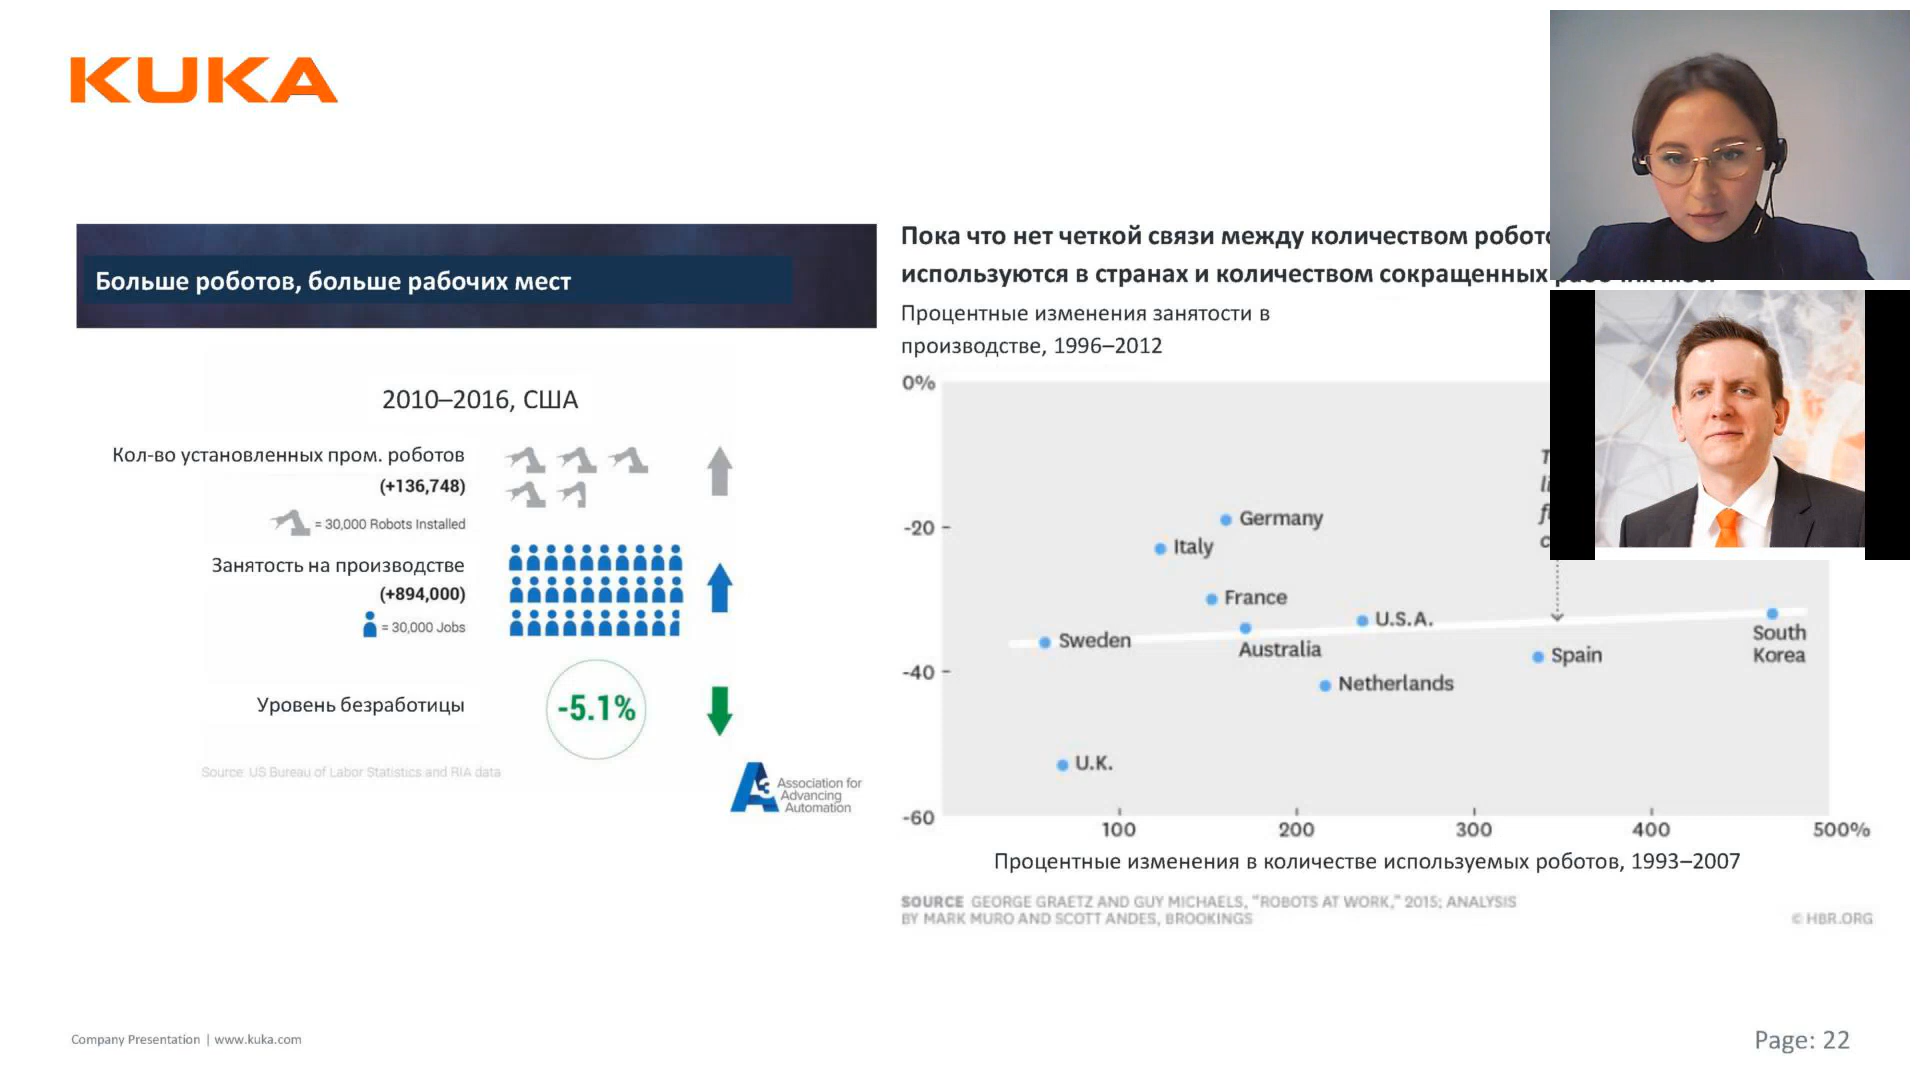 KUKA
Больше роботов, больше рабочих мест
2010–2016, США
Кол-во установленных пром. роботов
(+136,748)
= 30,000 Robots Installed
Занятость на производстве
(+894,000)
= 30,000 Jobs
Уровень безработицы
-5.1%
Source: US Bureau of Labor Statistics and RIA data
A3 Association for
Advancing
Automation
Пока что нет четкой связи между количеством
используются в странах и количеством сокращенных
Процентные изменения занятости в
производстве, 1996–2012
0%
-20
-40
-60
Germany
Italy
France
U.S.A.
Sweden
Australia
South
Korea
Spain
Netherlands
U.K.
100 200 300 400 500%
Процентные изменения в количестве используемых роботов, 1993–2007
SOURCE GEORGE GRAETZ AND GUY MICHAELS, "ROBOTS AT WORK," 2015; ANALYSIS
BY MARK MURO AND SCOTT ANDES, BROOKINGS
© HBR.ORG
Company Presentation | www.kuka.com
Page: 22